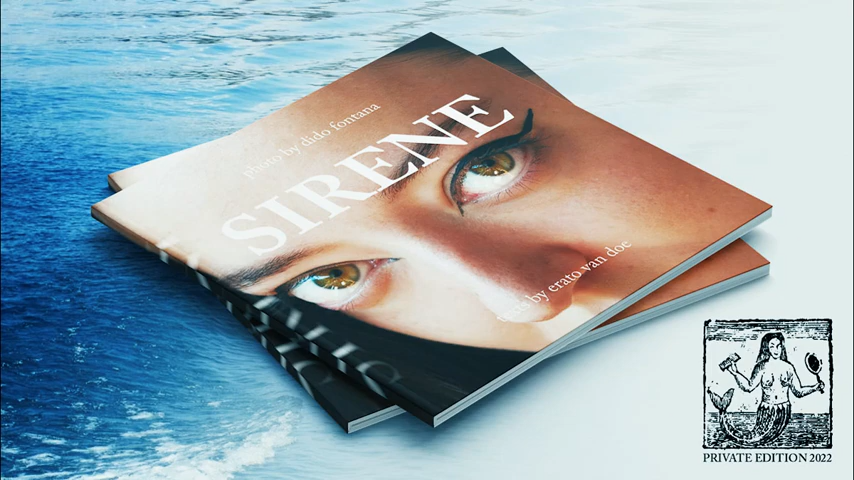 photo by dido fontana
SIRENE
by erato van doe
PRIVATE EDITION 2022